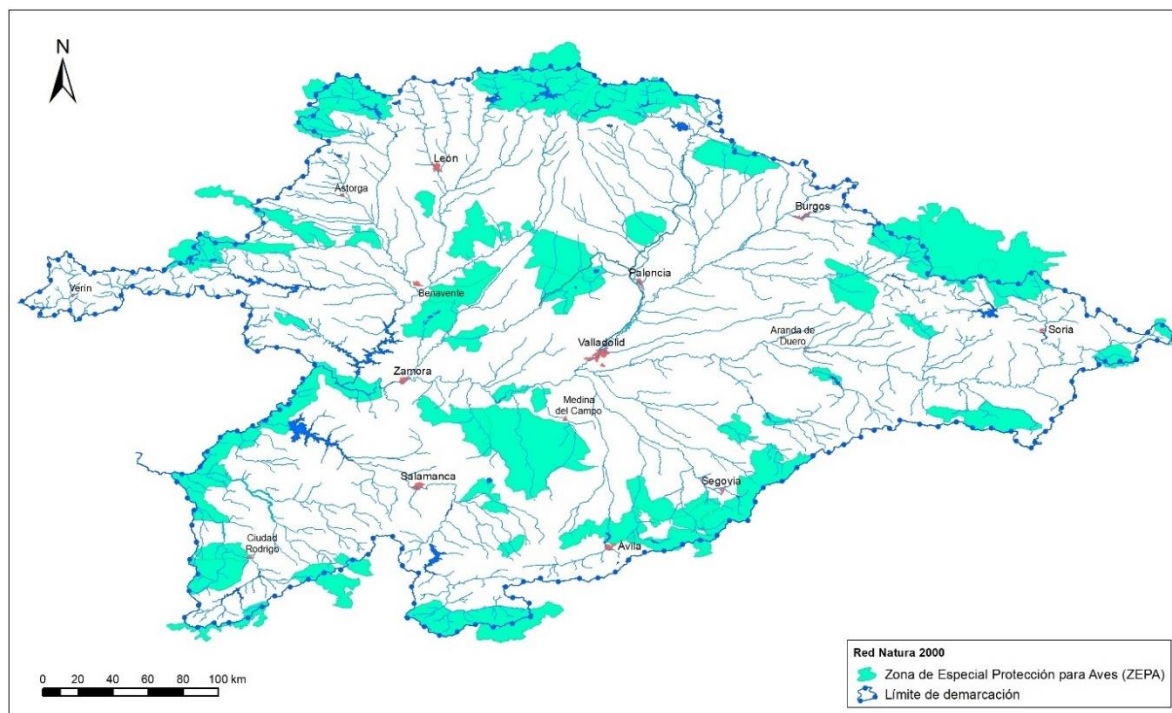 N
León
Astorga
Burgos
Verín
Benavente
Palencia
Soria
Aranda de
Duero
Valladolid
Zamora
Medina
del Campo
Salamanca
Segovia
Ciudad
Rodrigo
Ávila
0 20 40 60 80 100 km
Red Natura 2000
Zona de Especial Protección para Aves (ZEPA)
Límite de demarcación